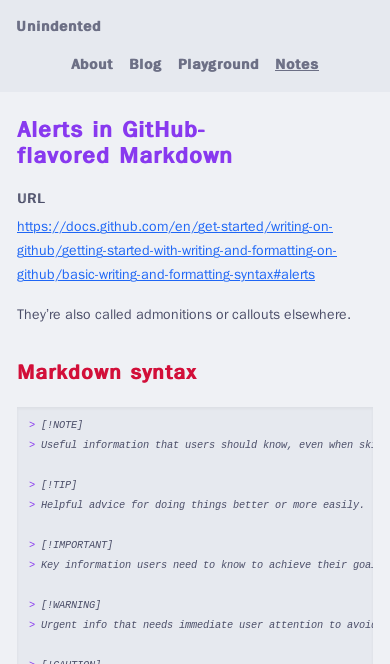 Unindented
About Blog Playground Notes
Alerts in GitHub-
flavored Markdown
URL
https://docs.github.com/en/get-started/writing-on-
github/getting-started-with-writing-and-formatting-on-
github/basic-writing-and-formatting-syntax#alerts
They're also called admonitions or callouts elsewhere.
Markdown syntax
> [!NOTE]
> Useful information that users should know, even when
> [!TIP]
> Helpful advice for doing things better or more easily.
> [!IMPORTANT]
> Key information users need to know to achieve their
> [!WARNING]
> Urgent info that needs immediate user attention to
> [!CAUTION]